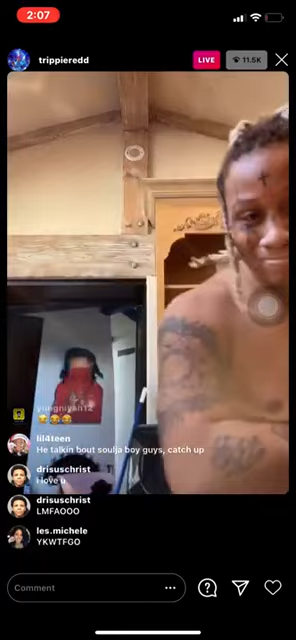 2:07
trippieredd
LIVE
11.5K
yungniyah12
😂😂😂
lil4teen
He talkin bout soulja boy guys, catch up
drisuschrist
i love u
drisuschrist
LMFAOOO
les.michele
YKWTFGO
Comment